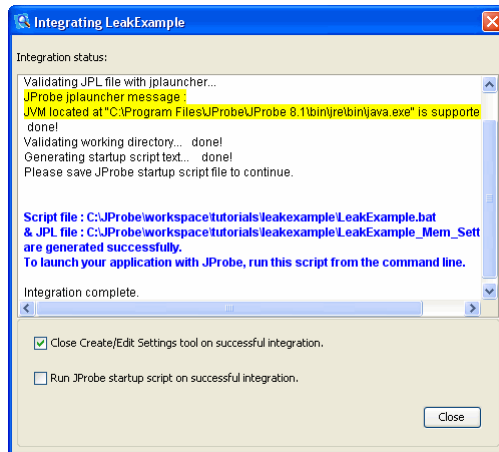 Integrating LeakExample
Integration status:
Validating JPL file with jplauncher...
JProbe jplauncher message :
JVM located at "C:\Program Files\JProbe\JProbe 8.1\bin\jre\bin\java.exe" is supporte
done!
Validating working directory... done!
Generating startup script text... done!
Please save JProbe startup script file to continue.
Script file : C:\JProbe\workspace\tutorials\leakexample\LeakExample.bat
& JPL file : C:\JProbe\workspace\tutorials\leakexample\LeakExample_Mem_Sett
are generated successfully.
To launch your application with JProbe, run this script from the command line.
Integration complete.
Close Create/Edit Settings tool on successful integration.
Run JProbe startup script on successful integration.
Close